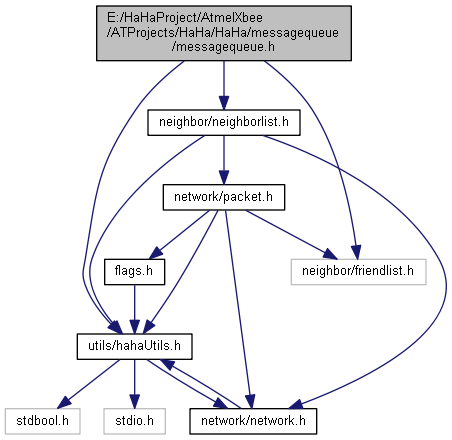 E:/HaHaProject/AtmelXbee
/ATProjects/HaHa/HaHa/messagequeue
/messagequeue.h
neighbor/neighborlist.h
network/packet.h
flags.h
neighbor/friendlist.h
utils/hahaUtils.h
stdbool.h
stdio.h
network/network.h